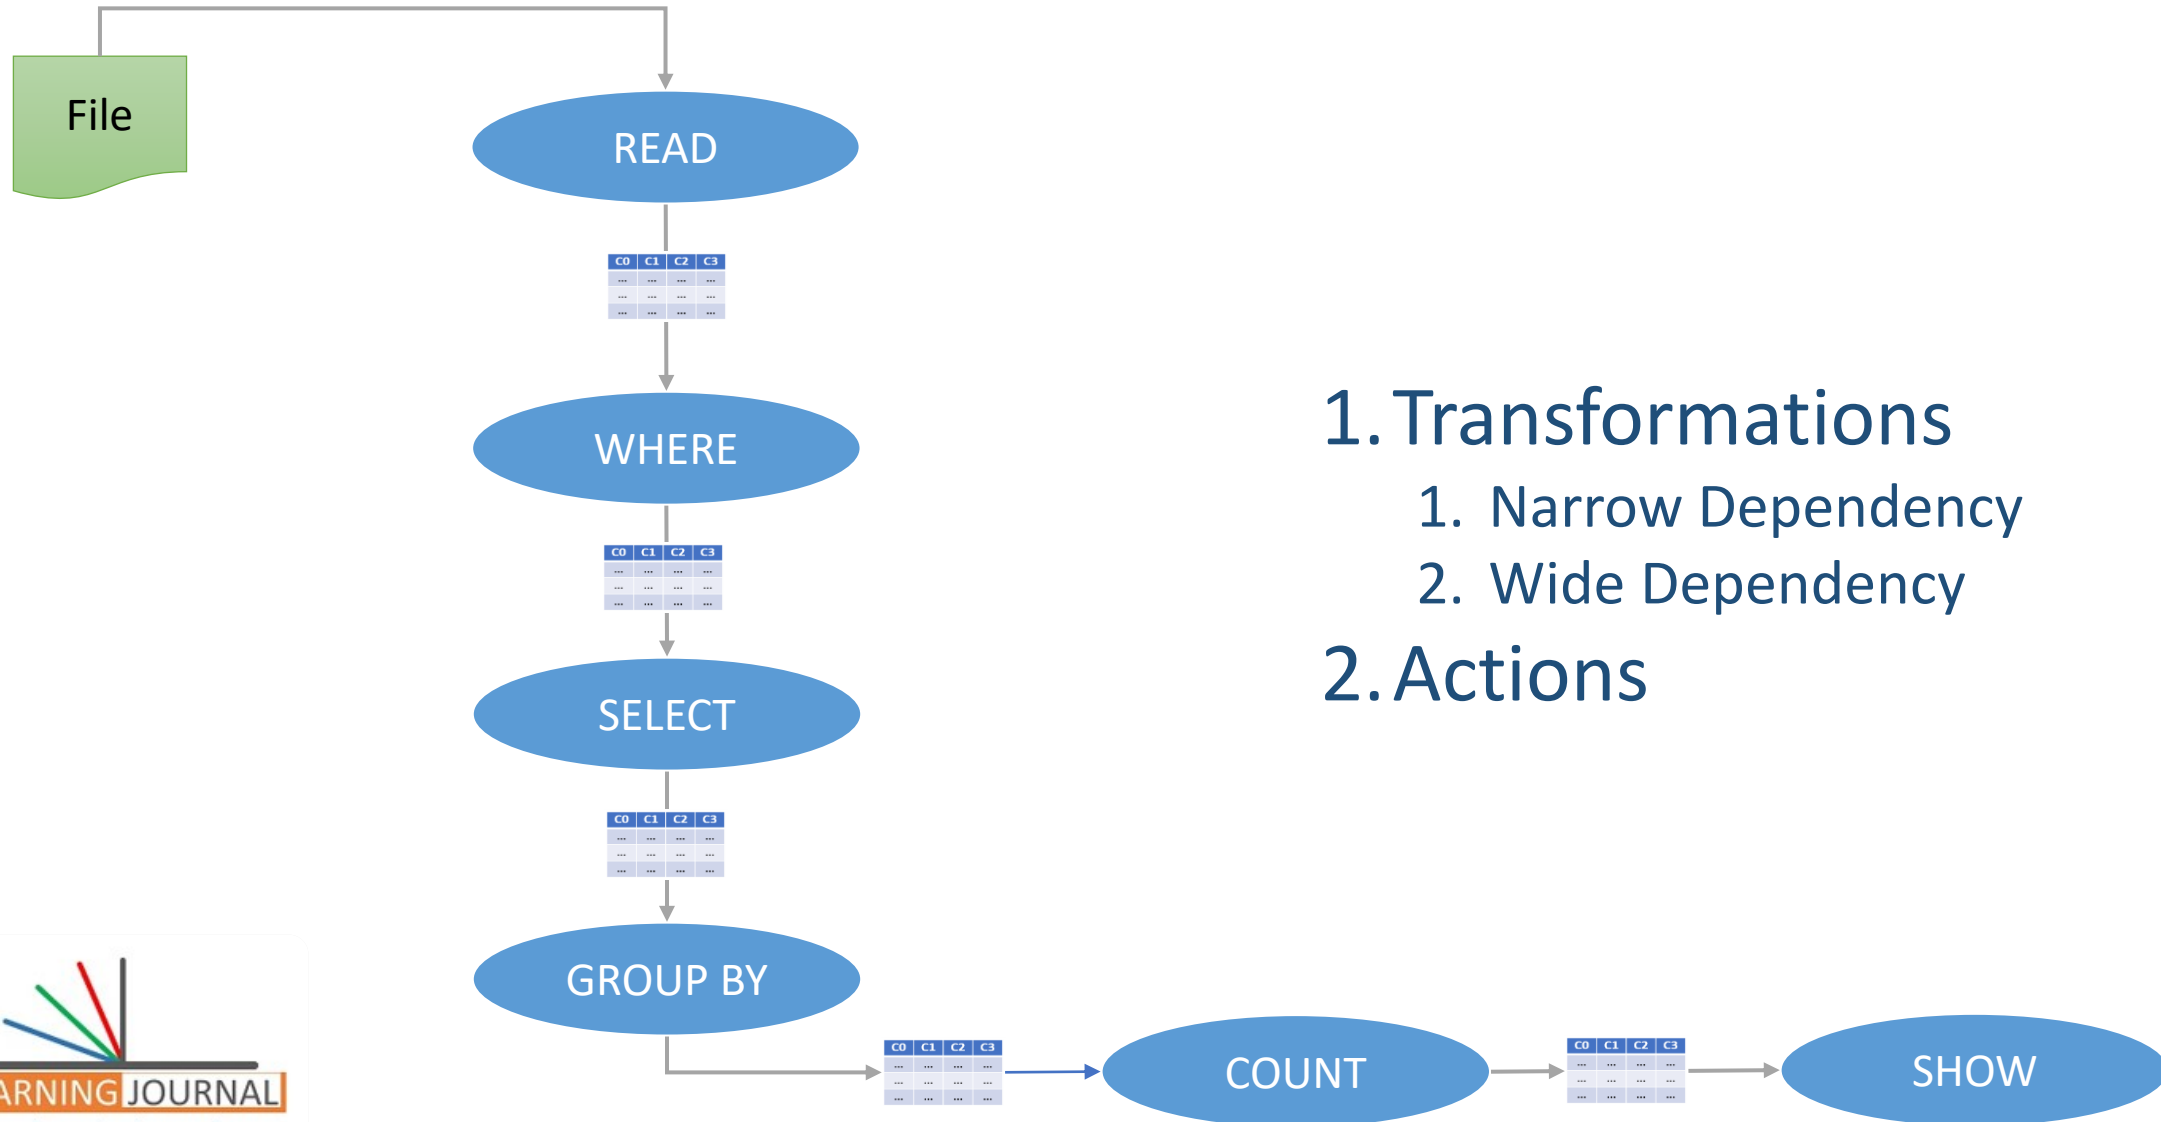 File
READ
C0 C1 C2 C3
... ... ... ...
... ... ... ...
... ... ... ...
WHERE
C0 C1 C2 C3
... ... ... ...
... ... ... ...
... ... ... ...
SELECT
C0 C1 C2 C3
... ... ... ...
... ... ... ...
... ... ... ...
GROUP BY
C0 C1 C2 C3
... ... ... ...
... ... ... ...
... ... ... ...
COUNT
C0 C1 C2 C3
... ... ... ...
... ... ... ...
... ... ... ...
SHOW
1. Transformations
1. Narrow Dependency
2. Wide Dependency
2. Actions
ARNING JOURNAL